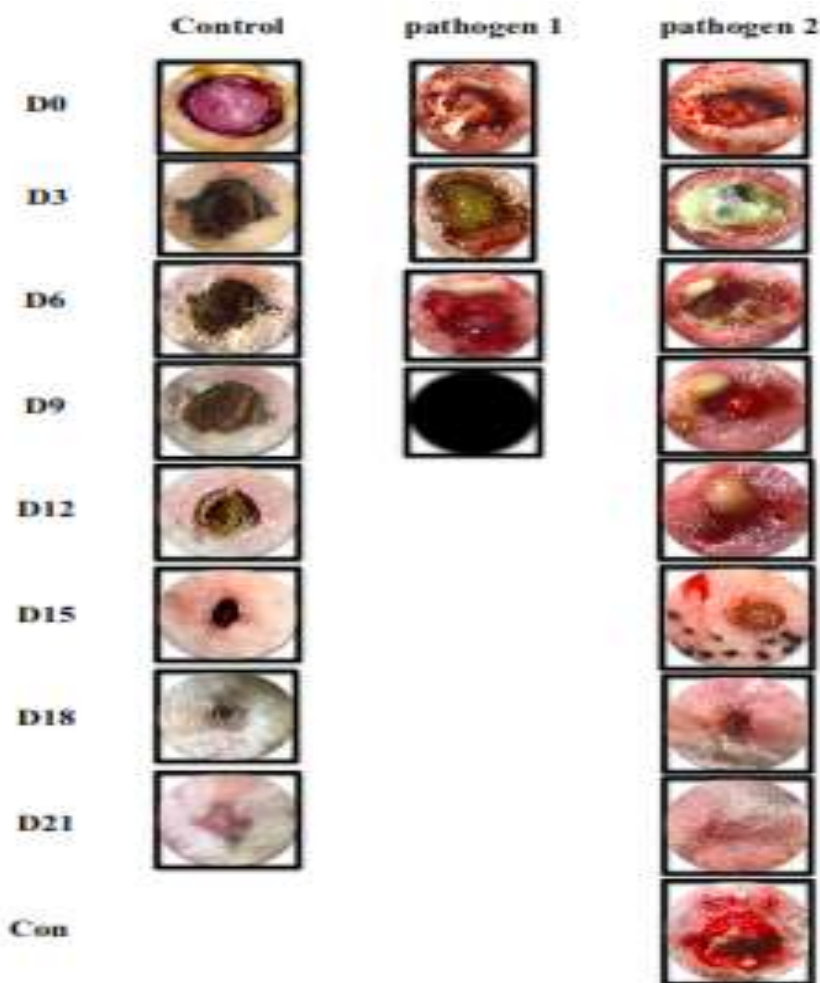 Control pathogen 1 pathogen 2
D0
D3
D6
D9
D12
D15
D18
D21
Con